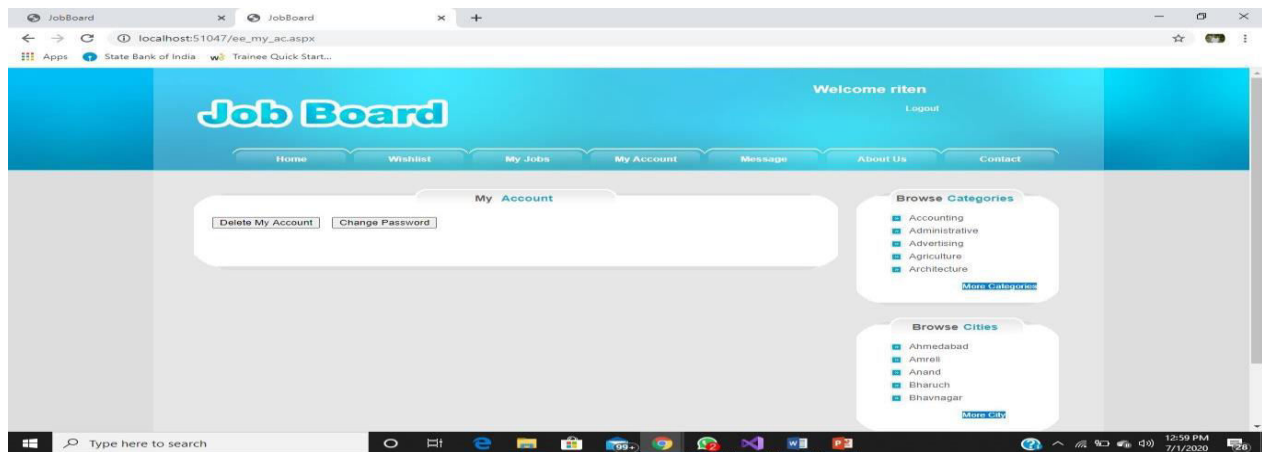 JobBoard
JobBoard
localhost:51047/ee_my_ac.aspx
Apps State Bank of India Trainee Quick Start...
Welcome riten
Logout
Job Board
Home Wishlist My Jobs My Account Message About Us Contact
My Account
Delete My Account Change Password
Browse Categories
Accounting
Administrative
Advertising
Agriculture
Architecture
More Categories
Browse Cities
Ahmedabad
Amreli
Anand
Bharuch
Bhavnagar
More City
Type here to search
99+
12:59 PM
7/1/2020